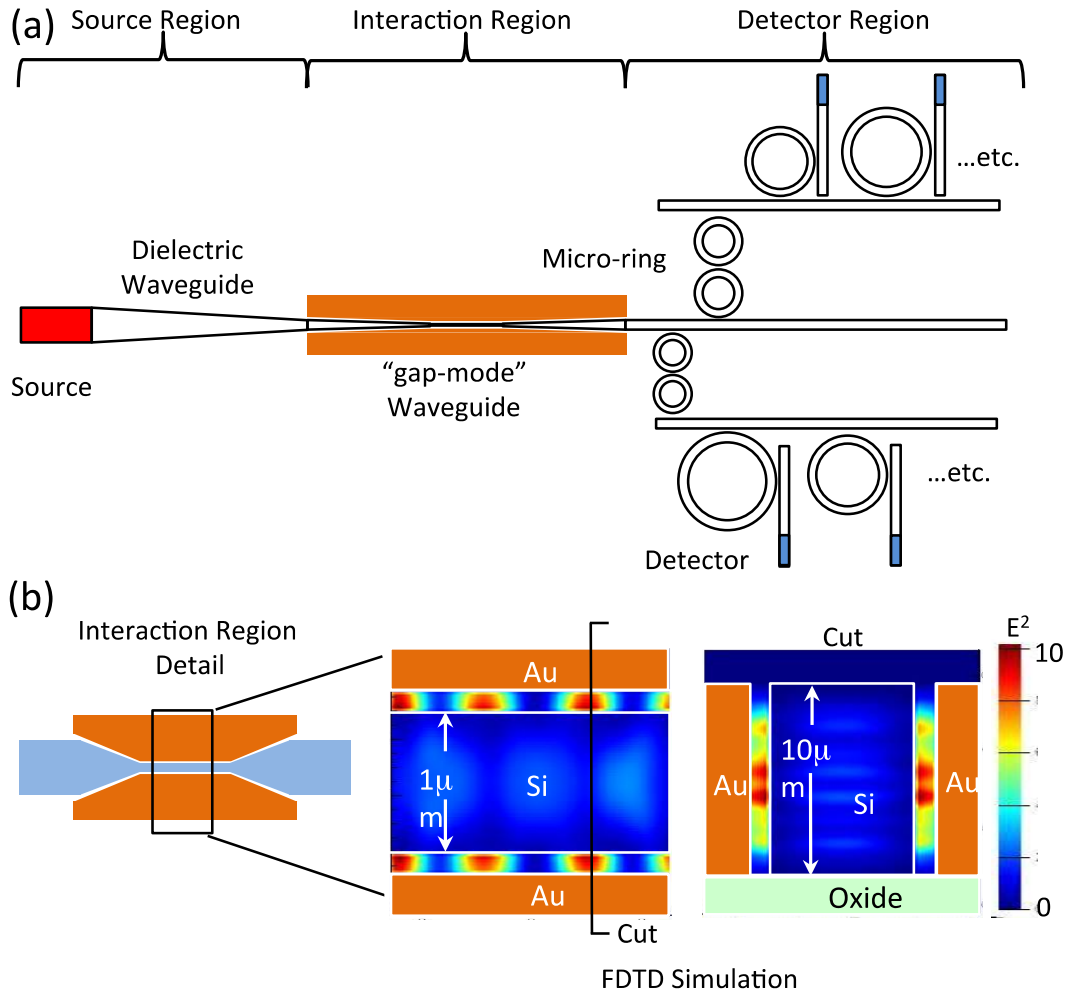 (a)
Source Region
Interaction Region
Detector Region
...etc.
Dielectric
Waveguide
Micro-ring
Source
“gap-mode”
Waveguide
...etc.
Detector
(b)
Interaction Region
Detail
Au
1μ
m
Si
Au
Cut
Cut
E²
10
10μ
m
Au
Si
Au
Oxide
0
FDTD Simulation